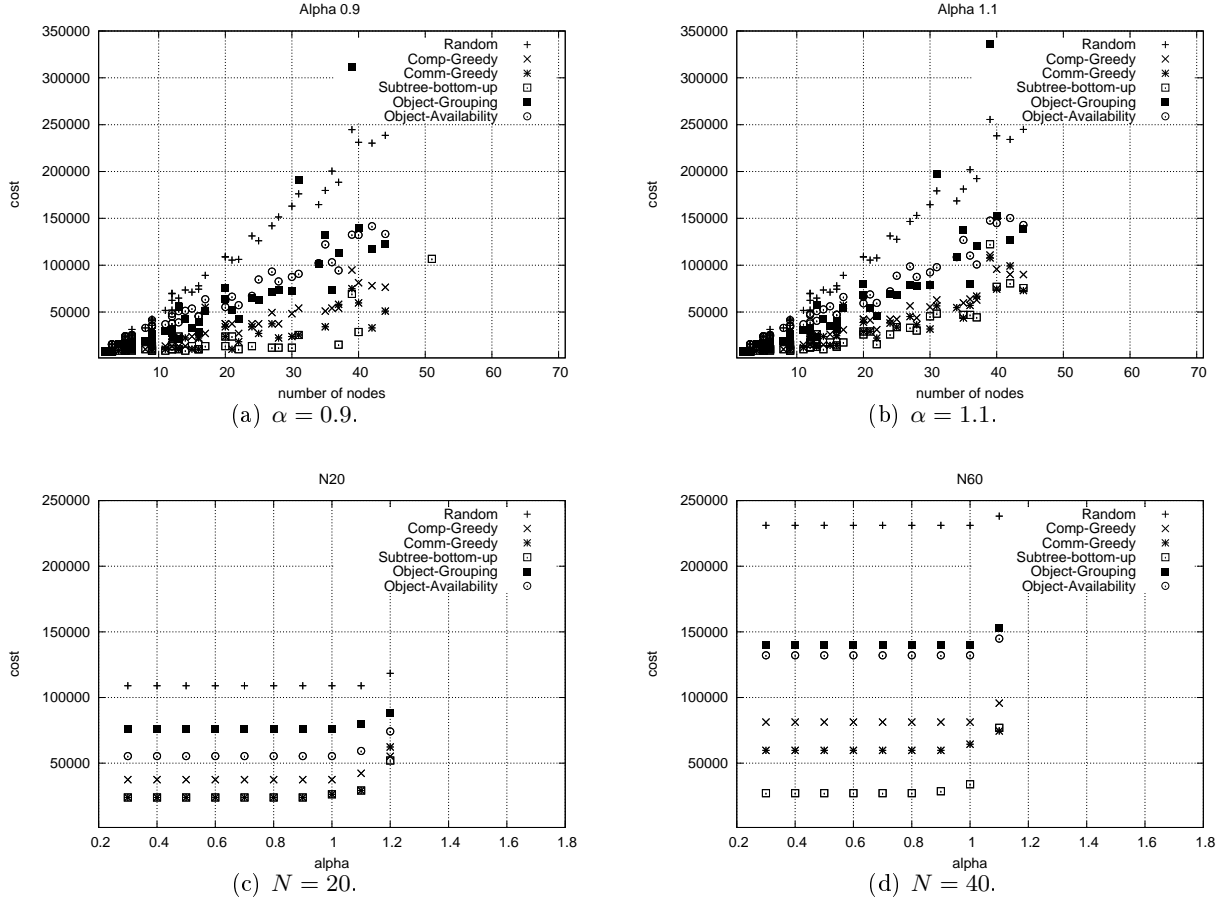 Alpha 0.9
350000
300000
250000
200000
150000
100000
50000
cost
10 20 30 40 50 60 70
number of nodes
Random
Comp-Greedy
Comm-Greedy
Subtree-bottom-up
Object-Grouping
Object-Availability
(a) α = 0.9.
Alpha 1.1
350000
300000
250000
200000
150000
100000
50000
cost
10 20 30 40 50 60 70
number of nodes
Random
Comp-Greedy
Comm-Greedy
Subtree-bottom-up
Object-Grouping
Object-Availability
(b) α = 1.1.
N20
250000
200000
150000
100000
50000
cost
0.2 0.4 0.6 0.8 1 1.2 1.4 1.6 1.8
alpha
Random
Comp-Greedy
Comm-Greedy
Subtree-bottom-up
Object-Grouping
Object-Availability
(c) N = 20.
N60
250000
200000
150000
100000
50000
cost
0.2 0.4 0.6 0.8 1 1.2 1.4 1.6 1.8
alpha
Random
Comp-Greedy
Comm-Greedy
Subtree-bottom-up
Object-Grouping
Object-Availability
(d) N = 40.